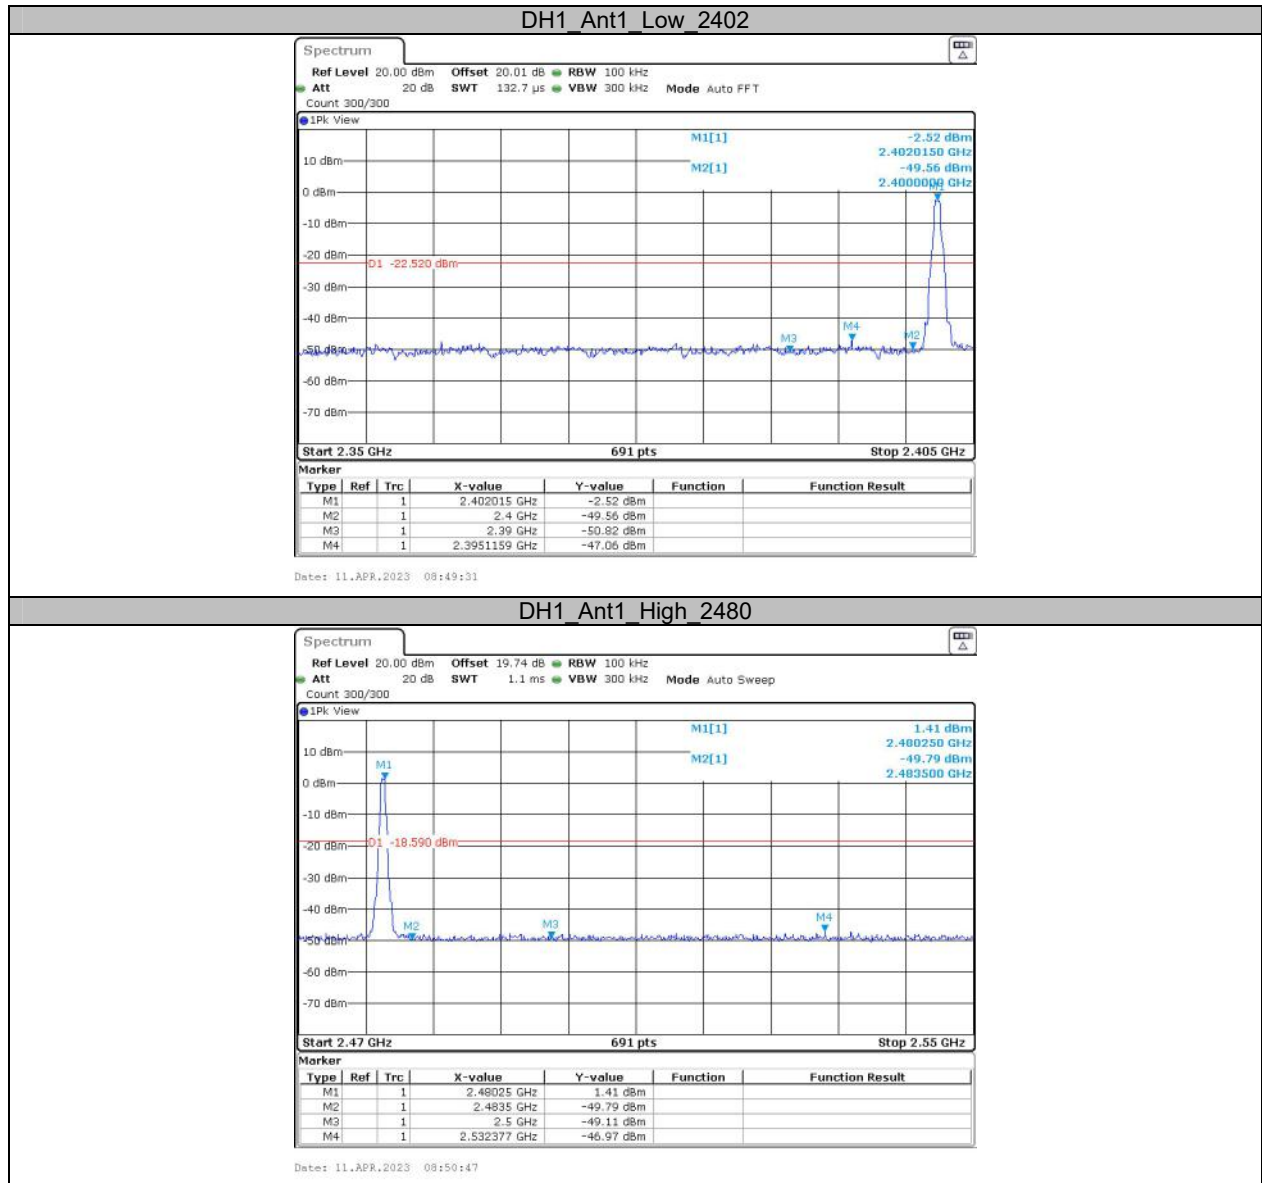 DH1_Ant1_Low_2402
Spectrum
Ref Level 20.00 dBm Offset 20.01 dB RBW 100 kHz
Att 20 dB SWT 132.7 µs VBW 300 kHz Mode Auto FFT
Count 300/300
1Pk View
M1[1] -2.52 dBm
2.4020150 GHz
10 dBm
M2[1] -49.56 dBm
2.4000000 GHz
M1
0 dBm
-10 dBm
-20 dBm
D1 -22.520 dBm
-30 dBm
-40 dBm
M3 M4 M2
-50 dBm
-60 dBm
-70 dBm
Start 2.35 GHz 691 pts Stop 2.405 GHz
Marker
Type Ref Trc X-value Y-value Function Function Result
M1 1 2.402015 GHz -2.52 dBm
M2 1 2.4 GHz -49.56 dBm
M3 1 2.39 GHz -50.82 dBm
M4 1 2.3951159 GHz -47.06 dBm
Date: 11.APR.2023 08:49:31
DH1_Ant1_High_2480
Spectrum
Ref Level 20.00 dBm Offset 19.74 dB RBW 100 kHz
Att 20 dB SWT 1.1 ms VBW 300 kHz Mode Auto Sweep
Count 300/300
1Pk View
M1[1] 1.41 dBm
2.480250 GHz
10 dBm
M2[1] -49.79 dBm
M1
2.483500 GHz
0 dBm
-10 dBm
-20 dBm
D1 -18.590 dBm
-30 dBm
-40 dBm
M2 M3 M4
-50 dBm
-60 dBm
-70 dBm
Start 2.47 GHz 691 pts Stop 2.55 GHz
Marker
Type Ref Trc X-value Y-value Function Function Result
M1 1 2.48025 GHz 1.41 dBm
M2 1 2.4835 GHz -49.79 dBm
M3 1 2.5 GHz -49.11 dBm
M4 1 2.532377 GHz -46.97 dBm
Date: 11.APR.2023 08:50:47